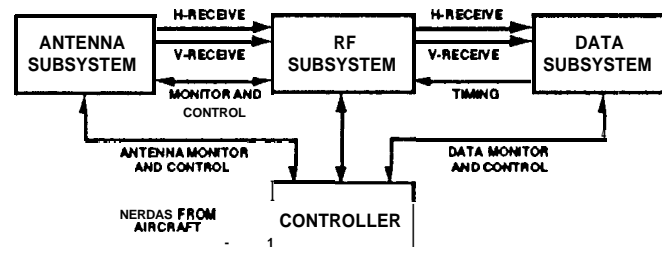 H-RECEIVE
H-RECEIVE
ANTENNA
SUBSYSTEM
RF
SUBSYSTEM
DATA
SUBSYSTEM
V-RECEIVE
V-RECEIVE
MONITOR AND
CONTROL
TIMING
ANTENNA MONITOR
AND CONTROL
DATA MONITOR
AND CONTROL
NERDAS FROM
AIRCRAFT
CONTROLLER
- 1